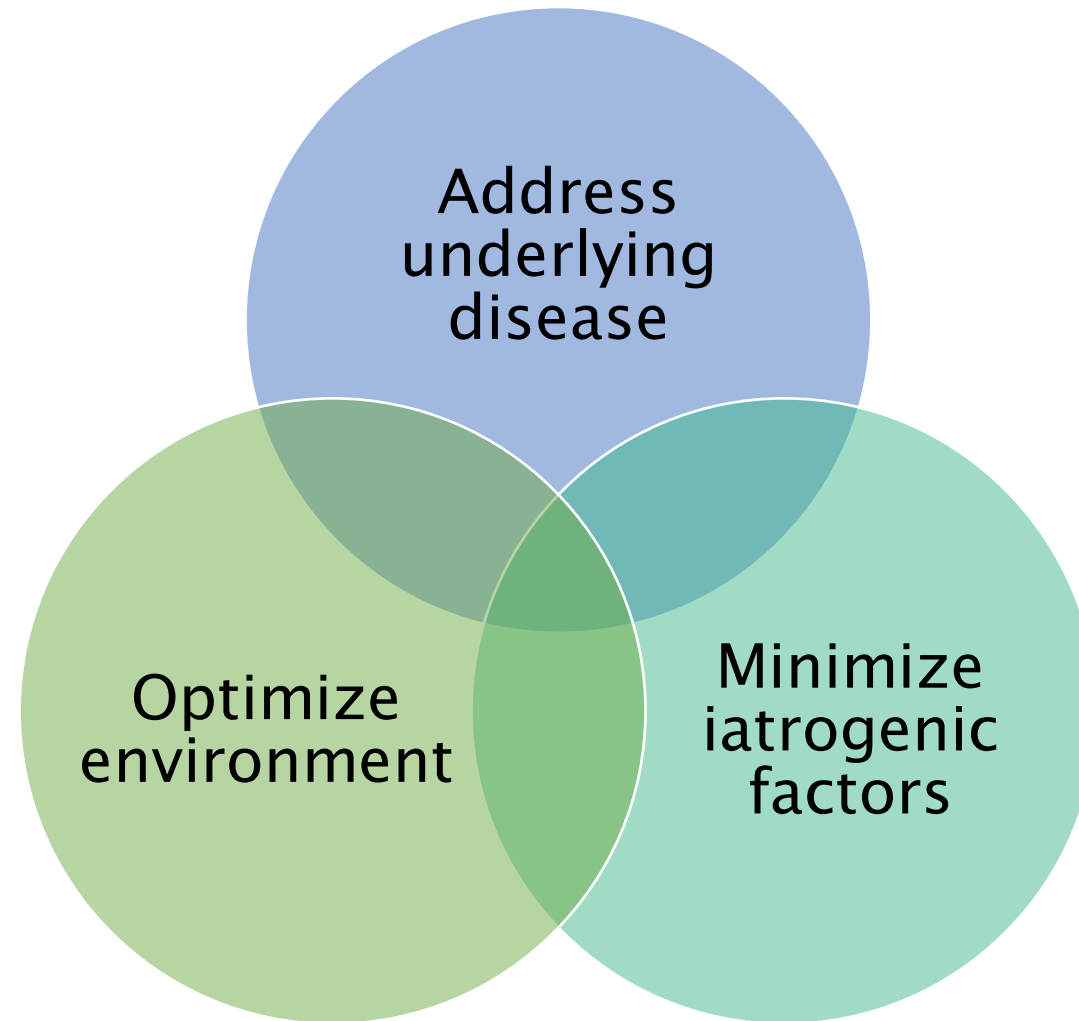 Address
underlying
disease
Optimize
environment
Minimize
iatrogenic
factors